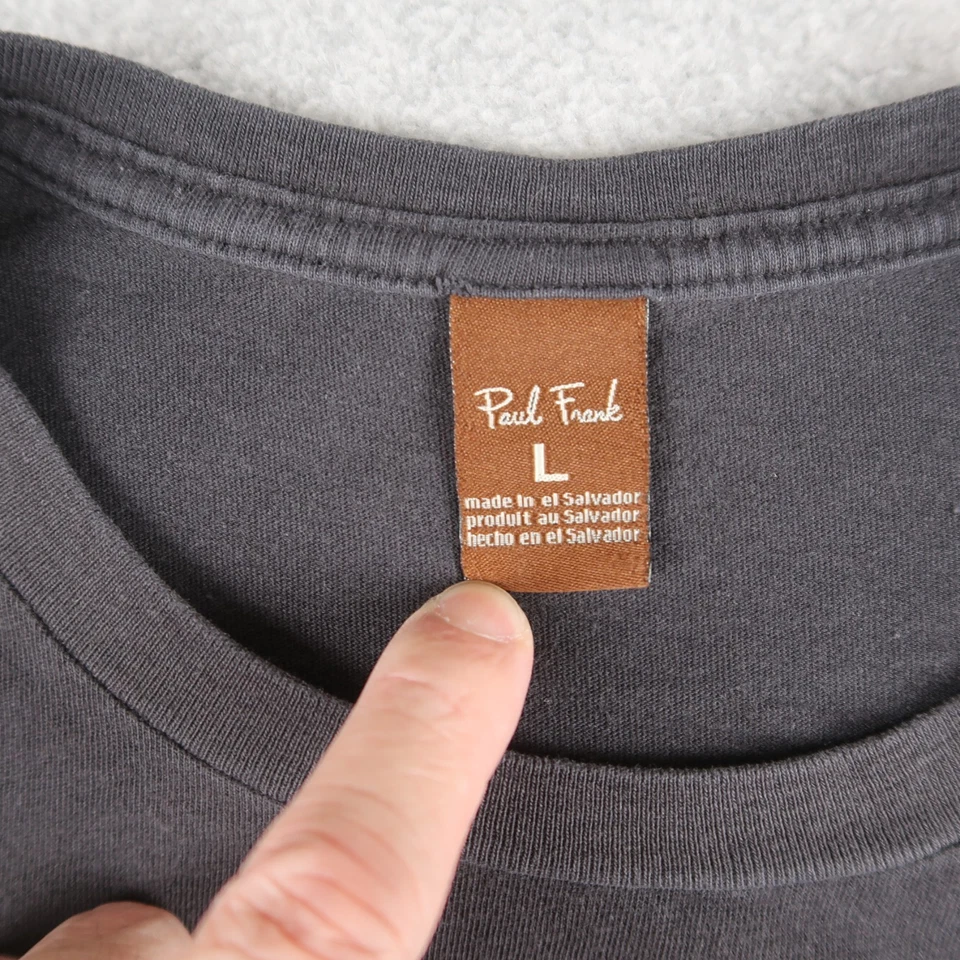 Paul Frank
L
made in el Salvador
produit au Salvador
hecho en el Salvador